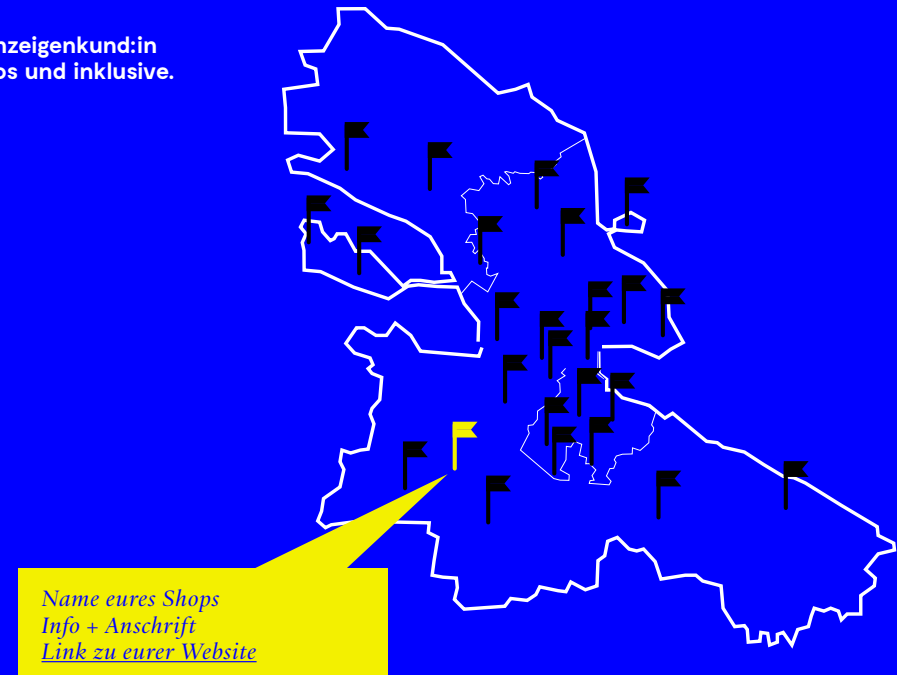 nzeigenkund:in
os und inklusive.
Name eures Shops
Info + Anschrift
Link zu eurer Website